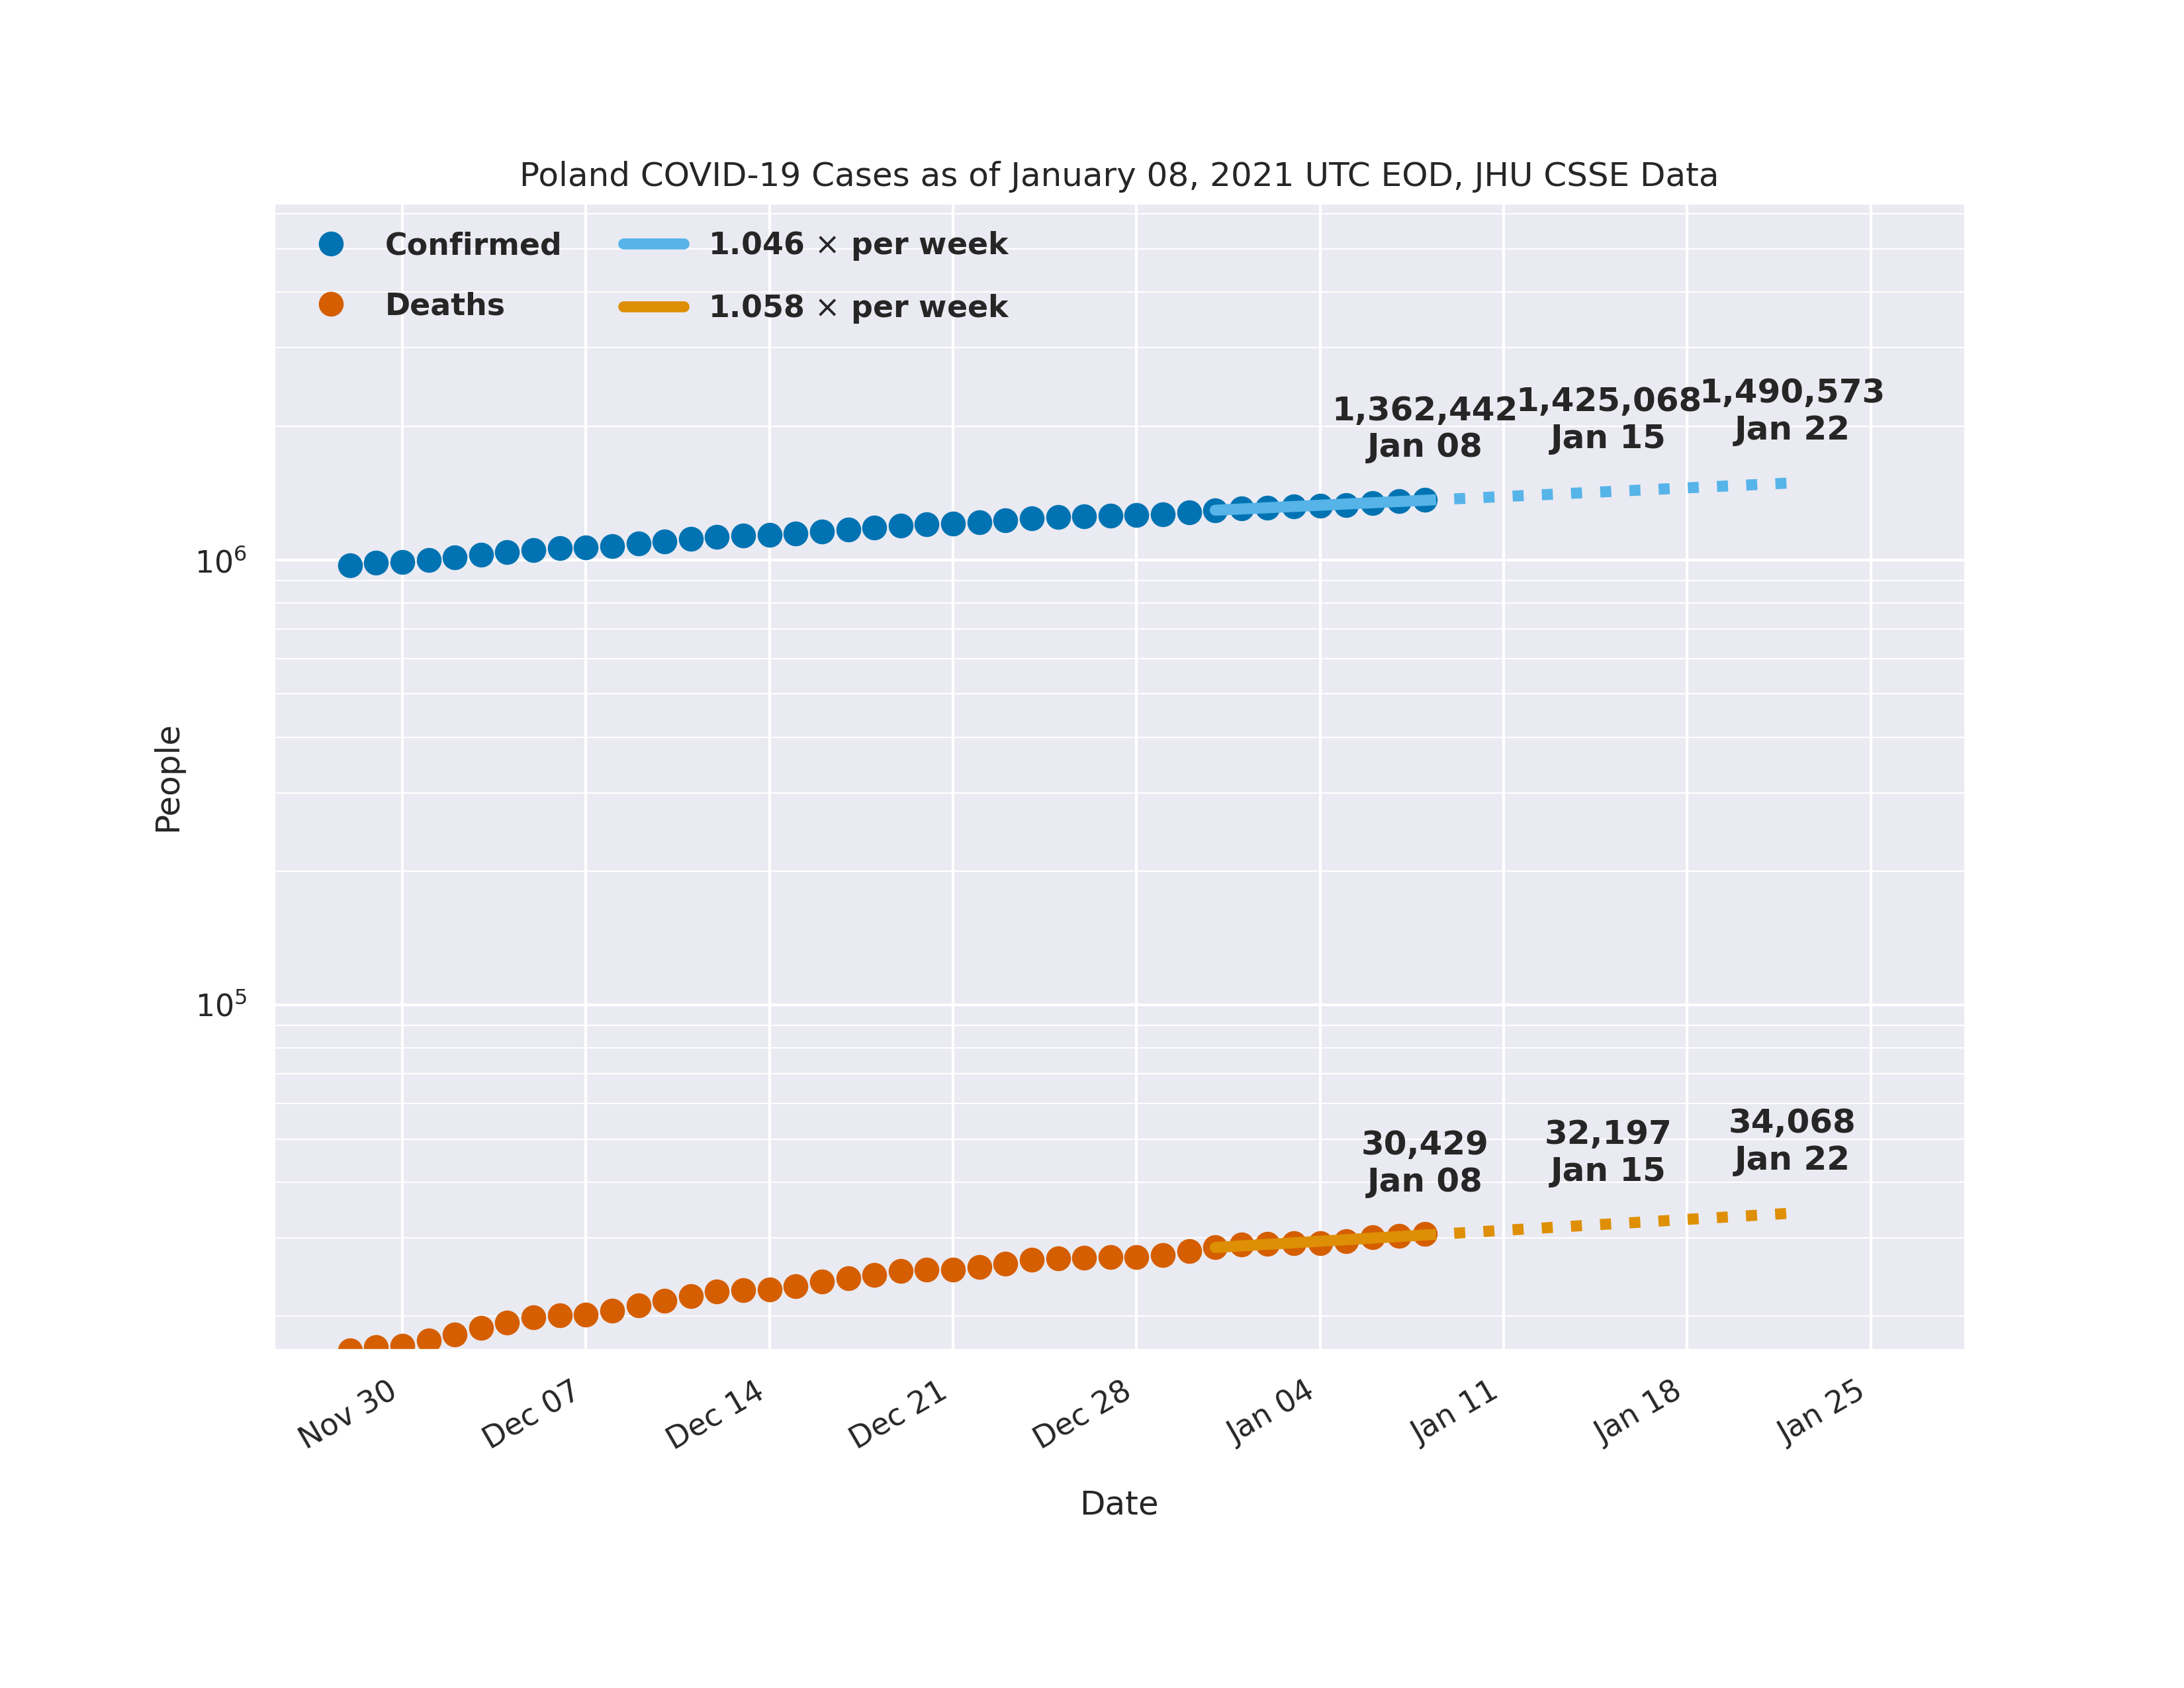 Poland COVID-19 Cases as of January 08, 2021 UTC EOD, JHU CSSE Data
Confirmed
Deaths
1.046 × per week
1.058 × per week
1,362,442
Jan 08
1,425,068
Jan 15
1,490,573
Jan 22
10⁶
10⁵
People
30,429
Jan 08
32,197
Jan 15
34,068
Jan 22
Nov 30
Dec 07
Dec 14
Dec 21
Dec 28
Jan 04
Jan 11
Jan 18
Jan 25
Date